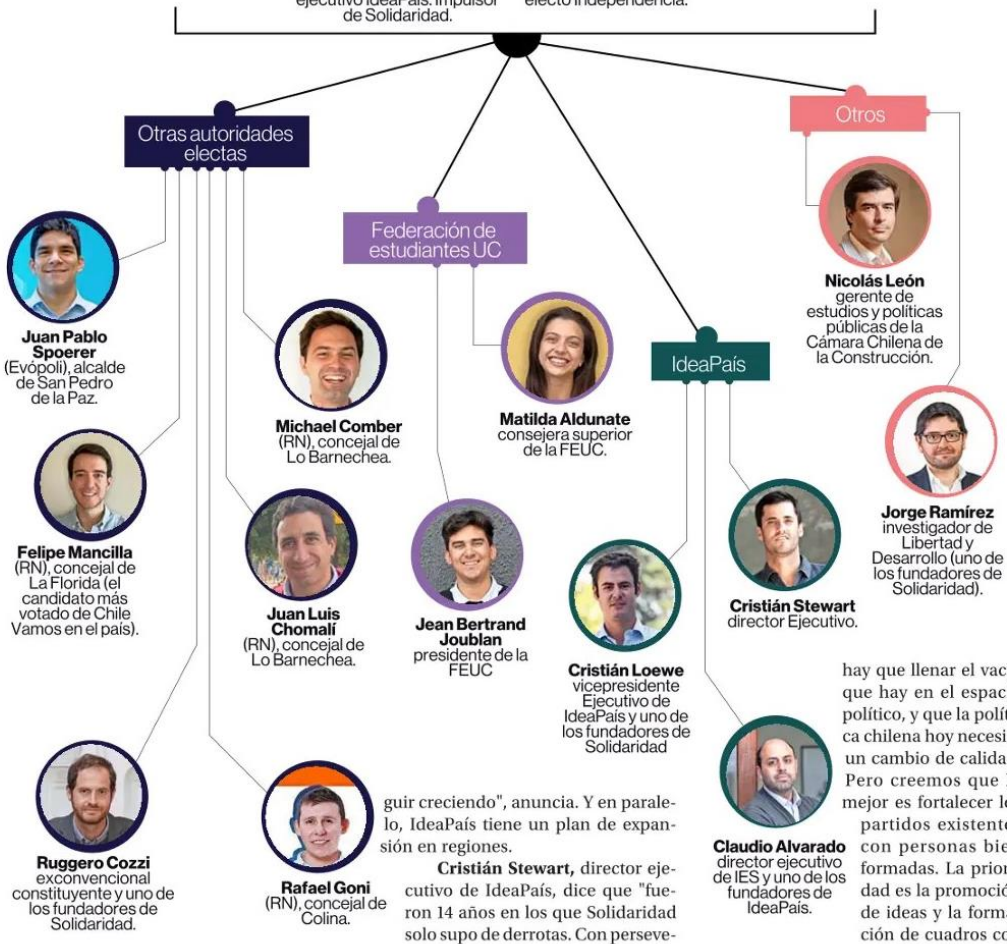 ejecutivo IdeaPaís. Impulsor
de Solidaridad.
electo Independencia.
Otras autoridades
electas
Juan Pablo
Spoerer
(Evópoli), alcalde
de San Pedro
de la Paz.
Felipe Mancilla
(RN), concejal de
La Florida (el
candidato más
votado de Chile
Vamos en el país).
Ruggero Cozzi
exconvencional
constituyente y uno de
los fundadores de
Solidaridad.
Michael Comber
(RN), concejal de
Lo Barnechea.
Juan Luis
Chomalí
(RN), concejal de
Lo Barnechea.
Rafael Goni
(RN), concejal de
Colina.
Federación de
estudiantes UC
Matilda Aldunate
consejera superior
de la FEUC.
Jean Bertrand
Joublan
presidente de la
FEUC
IdeaPaís
Cristián Loewe
vicepresidente
Ejecutivo de
IdeaPaís y uno de
los fundadores de
Solidaridad
Cristián Stewart
director Ejecutivo.
Claudio Alvarado
director ejecutivo
de IES y uno de los
fundadores de
IdeaPaís.
Otros
Nicolás León
gerente de
estudios y políticas
públicas de la
Cámara Chilena de
la Construcción.
Jorge Ramírez
investigador de
Libertad y
Desarrollo (uno de
los fundadores de
Solidaridad).
guir creciendo", anuncia. Y en parale-
lo, IdeaPaís tiene un plan de expan-
sión en regiones.
Cristián Stewart, director eje-
cutivo de IdeaPaís, dice que "fue-
ron 14 años en los que Solidaridad
solo supo de derrotas. Con perseve-
hay que llenar el vac
que hay en el espac
político, y que la polít
ca chilena hoy neces
un cambio de calida
Pero creemos que
mejor es fortalecer l
partidos existent
con personas bie
formadas. La prior
dad es la promoció
de ideas y la form
ción de cuadros co